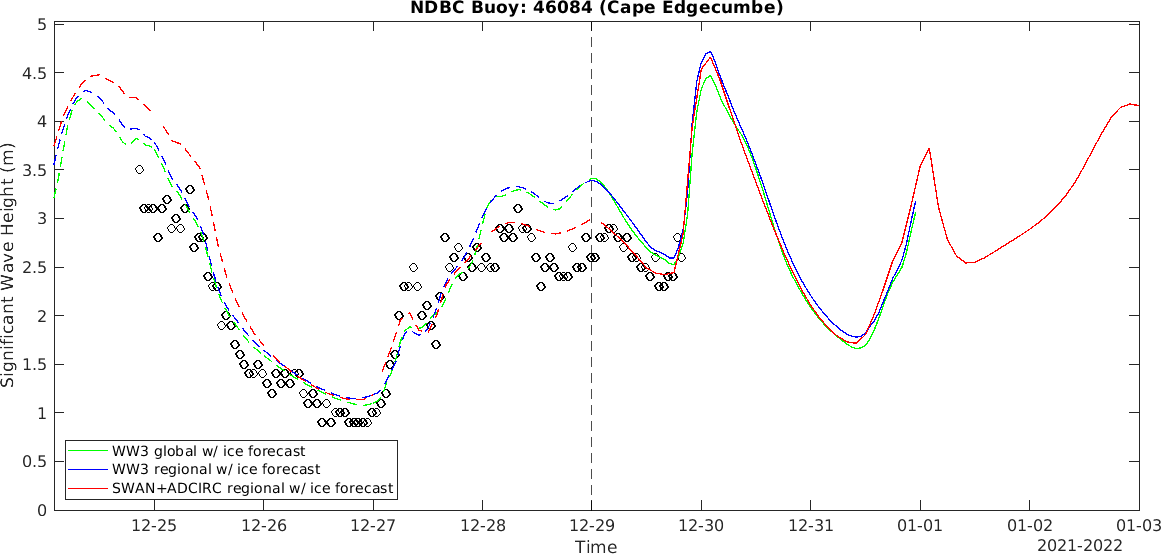 NDBC Buoy: 46084 (Cape Edgecumbe)
5
4.5
4
3.5
3
2.5
2
1.5
1
0.5
0
Significant Wave Height (m)
WW3 global w/ ice forecast
WW3 regional w/ ice forecast
SWAN+ADCIRC regional w/ ice forecast
12-25 12-26 12-27 12-28 12-29 12-30 12-31 01-01 01-02 01-03
Time
2021-2022